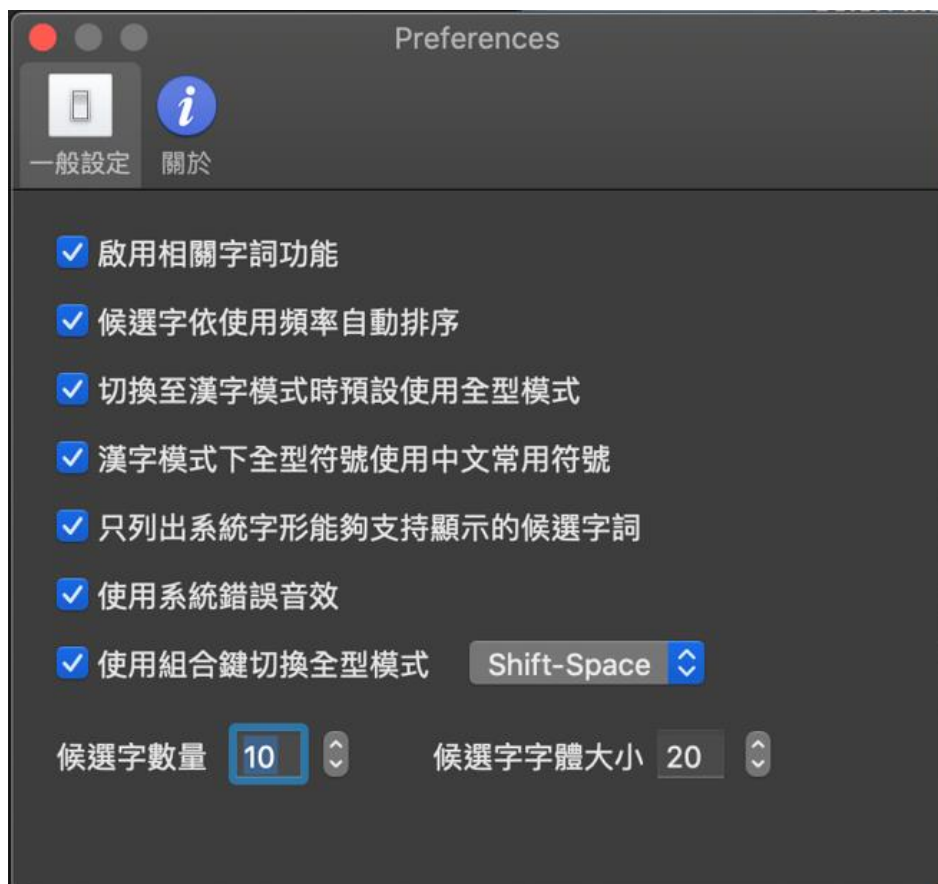 Preferences
一般設定 關於
啟用相關字詞功能
候選字依使用頻率自動排序
切換至漢字模式時預設使用全型模式
漢字模式下全型符號使用中文常用符號
只列出系統字形能夠支持顯示的候選字詞
使用系統錯誤音效
使用組合鍵切換全型模式 Shift-Space
候選字數量 10 候選字字體大小 20